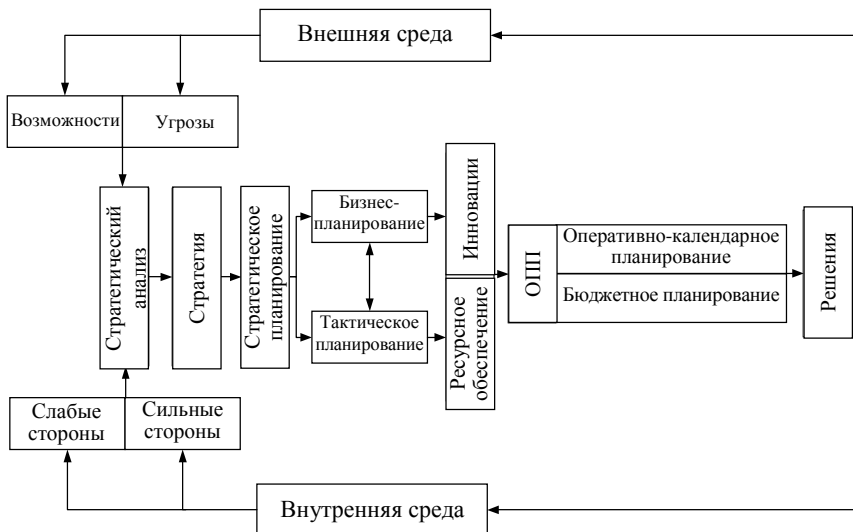 Внешняя среда
Возможности
Угрозы
Стратегический
анализ
Стратегия
Стратегическое
планирование
Бизнес-
планирование
Тактическое
планирование
Инновации
Ресурсное
обеспечение
ОПП
Оперативно-календарное
планирование
Бюджетное планирование
Решения
Слабые
стороны
Сильные
стороны
Внутренняя среда